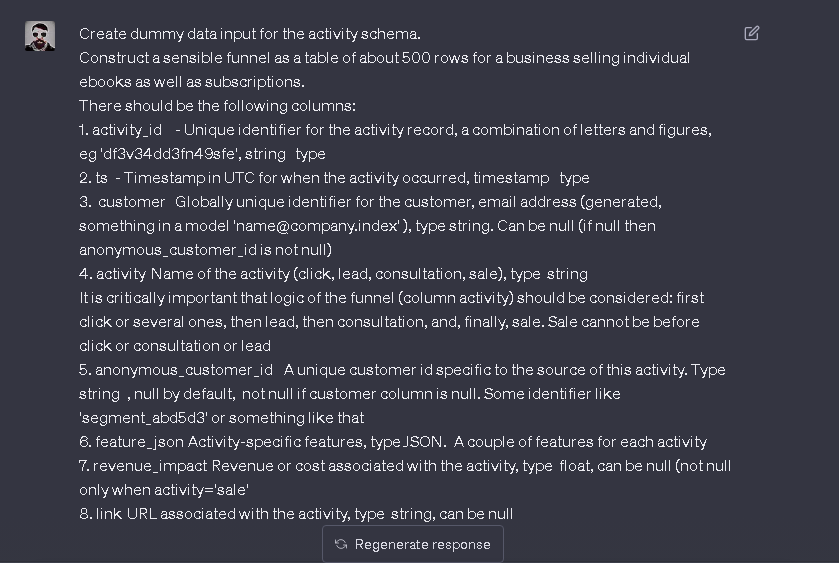 Create dummy data input for the activity schema.
Construct a sensible funnel as a table of about 500 rows for a business selling individual
ebooks as well as subscriptions.
There should be the following columns:
1. activity_id - Unique identifier for the activity record, a combination of letters and figures,
eg 'df3v34dd3fn49sfe', string type
2. ts - Timestamp in UTC for when the activity occurred, timestamp type
3. customer Globally unique identifier for the customer, email address (generated,
something in a model 'name@company.index' ), type string. Can be null (if null then
anonymous_customer_id is not null)
4. activity Name of the activity (click, lead, consultation, sale), type string
It is critically important that logic of the funnel (column activity) should be considered: first
click or several ones, then lead, then consultation, and, finally, sale. Sale cannot be before
click or consultation or lead
5. anonymous_customer_id A unique customer id specific to the source of this activity. Type
string , null by default, not null if customer column is null. Some identifier like
'segment_abd5d3' or something like that
6. feature_json Activity-specific features, type JSON. A couple of features for each activity
7. revenue_impact Revenue or cost associated with the activity, type float, can be null (not null
only when activity='sale'
8. link URL associated with the activity, type string, can be null
Regenerate response